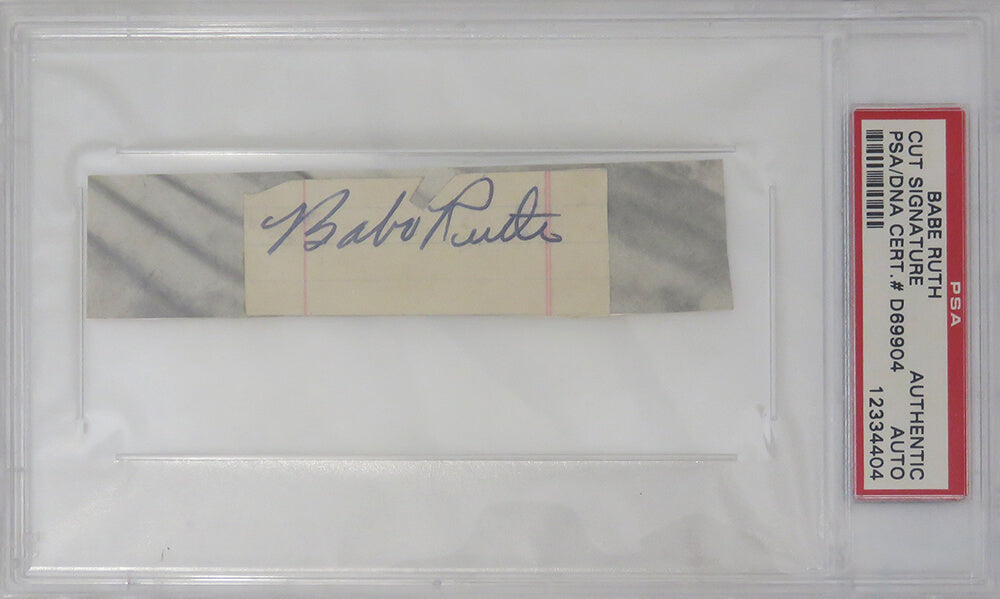 Babe Ruth
PSA
BABE RUTH AUTHENTIC
CUT SIGNATURE AUTO
PSA/DNA CERT.# D69904 12334404